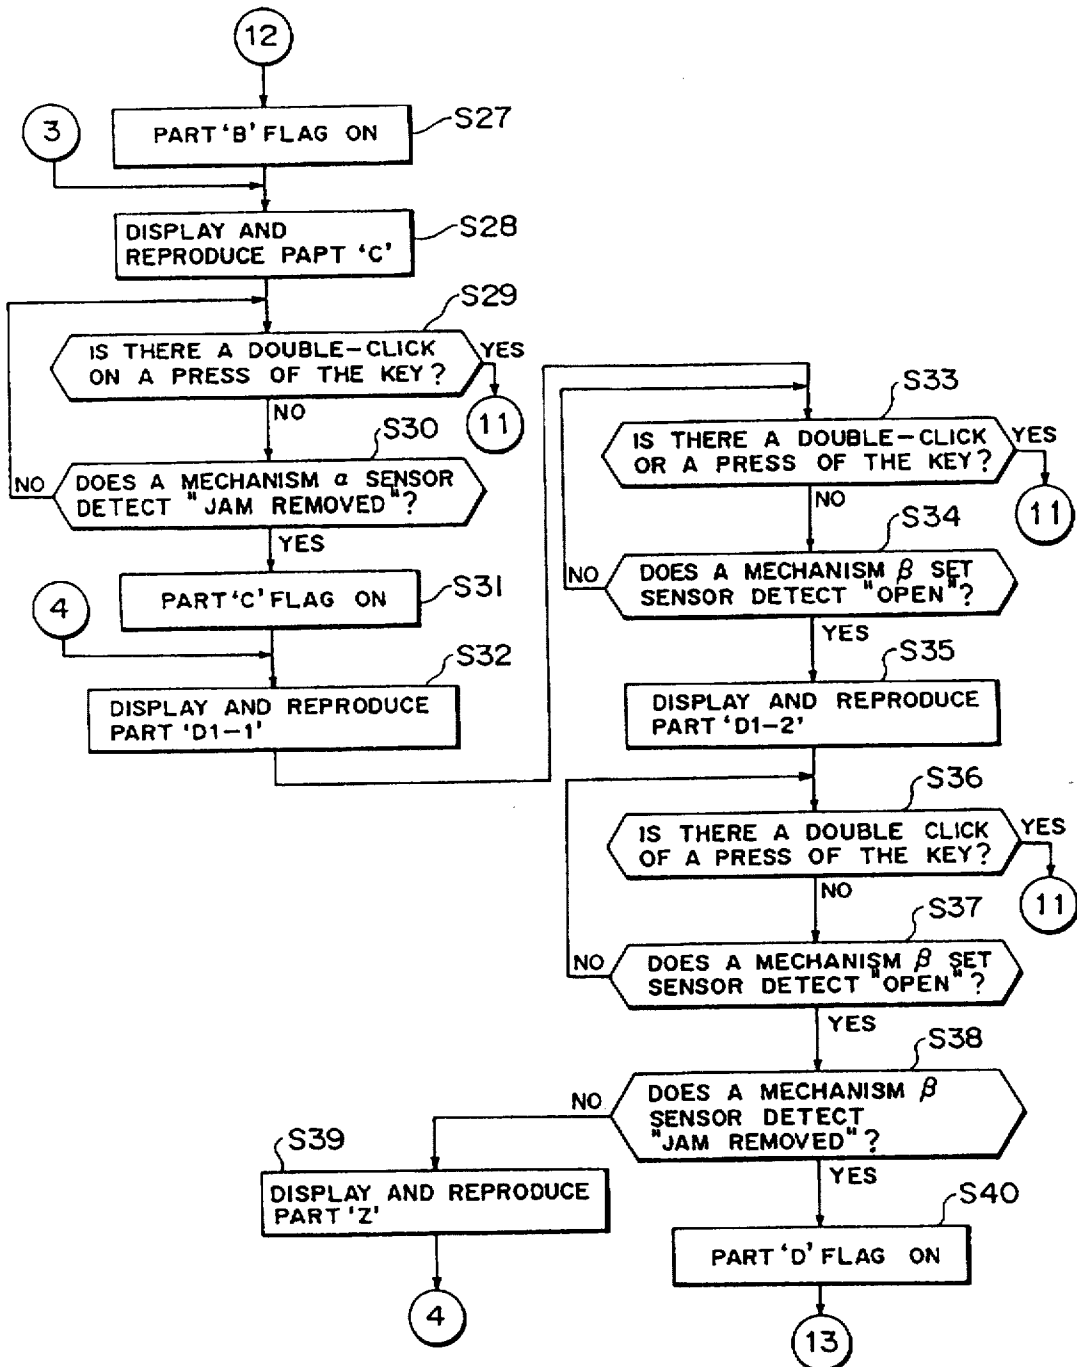 12
3
PART 'B' FLAG ON
S27
DISPLAY AND
REPRODUCE PAPT 'C'
S28
S29
IS THERE A DOUBLE-CLICK
ON A PRESS OF THE KEY?
YES
11
NO
S30
DOES A MECHANISM α SENSOR
DETECT "JAM REMOVED"?
NO
YES
S31
PART 'C' FLAG ON
4
S32
DISPLAY AND REPRODUCE
PART 'D1-1'
S33
IS THERE A DOUBLE-CLICK
OR A PRESS OF THE KEY?
YES
11
NO
S34
DOES A MECHANISM β SET
SENSOR DETECT "OPEN"?
NO
YES
S35
DISPLAY AND REPRODUCE
PART 'D1-2'
S36
IS THERE A DOUBLE CLICK
OF A PRESS OF THE KEY?
YES
11
NO
S37
DOES A MECHANISM β SET
SENSOR DETECT "OPEN"?
NO
YES
S38
DOES A MECHANISM β
SENSOR DETECT
"JAM REMOVED"?
NO
YES
S39
DISPLAY AND REPRODUCE
PART 'Z'
4
S40
PART 'D' FLAG ON
13